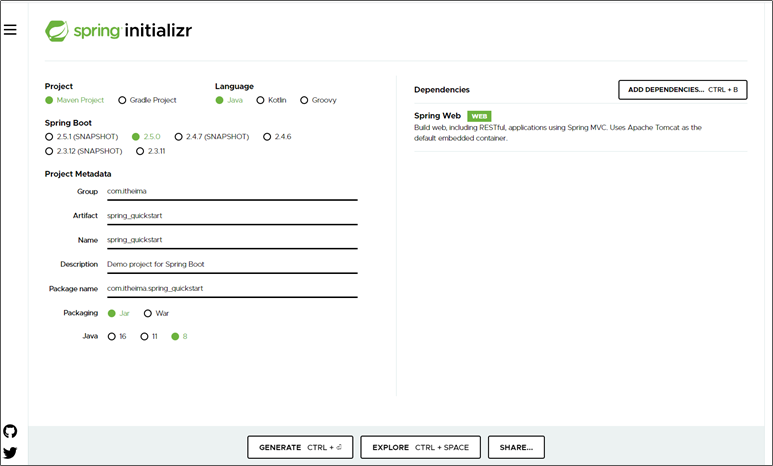 spring initializr
Project
Maven Project Gradle Project
Language
Java Kotlin Groovy
Spring Boot
2.5.1 (SNAPSHOT) 2.5.0 2.4.7 (SNAPSHOT) 2.4.6
2.3.12 (SNAPSHOT) 2.3.11
Project Metadata
Group com.itheima
Artifact spring_quickstart
Name spring_quickstart
Description Demo project for Spring Boot
Package name com.itheima.spring_quickstart
Packaging Jar War
Java 16 11 8
Dependencies ADD DEPENDENCIES... CTRL + B
Spring Web WEB
Build web, including RESTful, applications using Spring MVC. Uses Apache Tomcat as the
default embedded container.
GENERATE CTRL + ⏎ EXPLORE CTRL + SPACE SHARE...